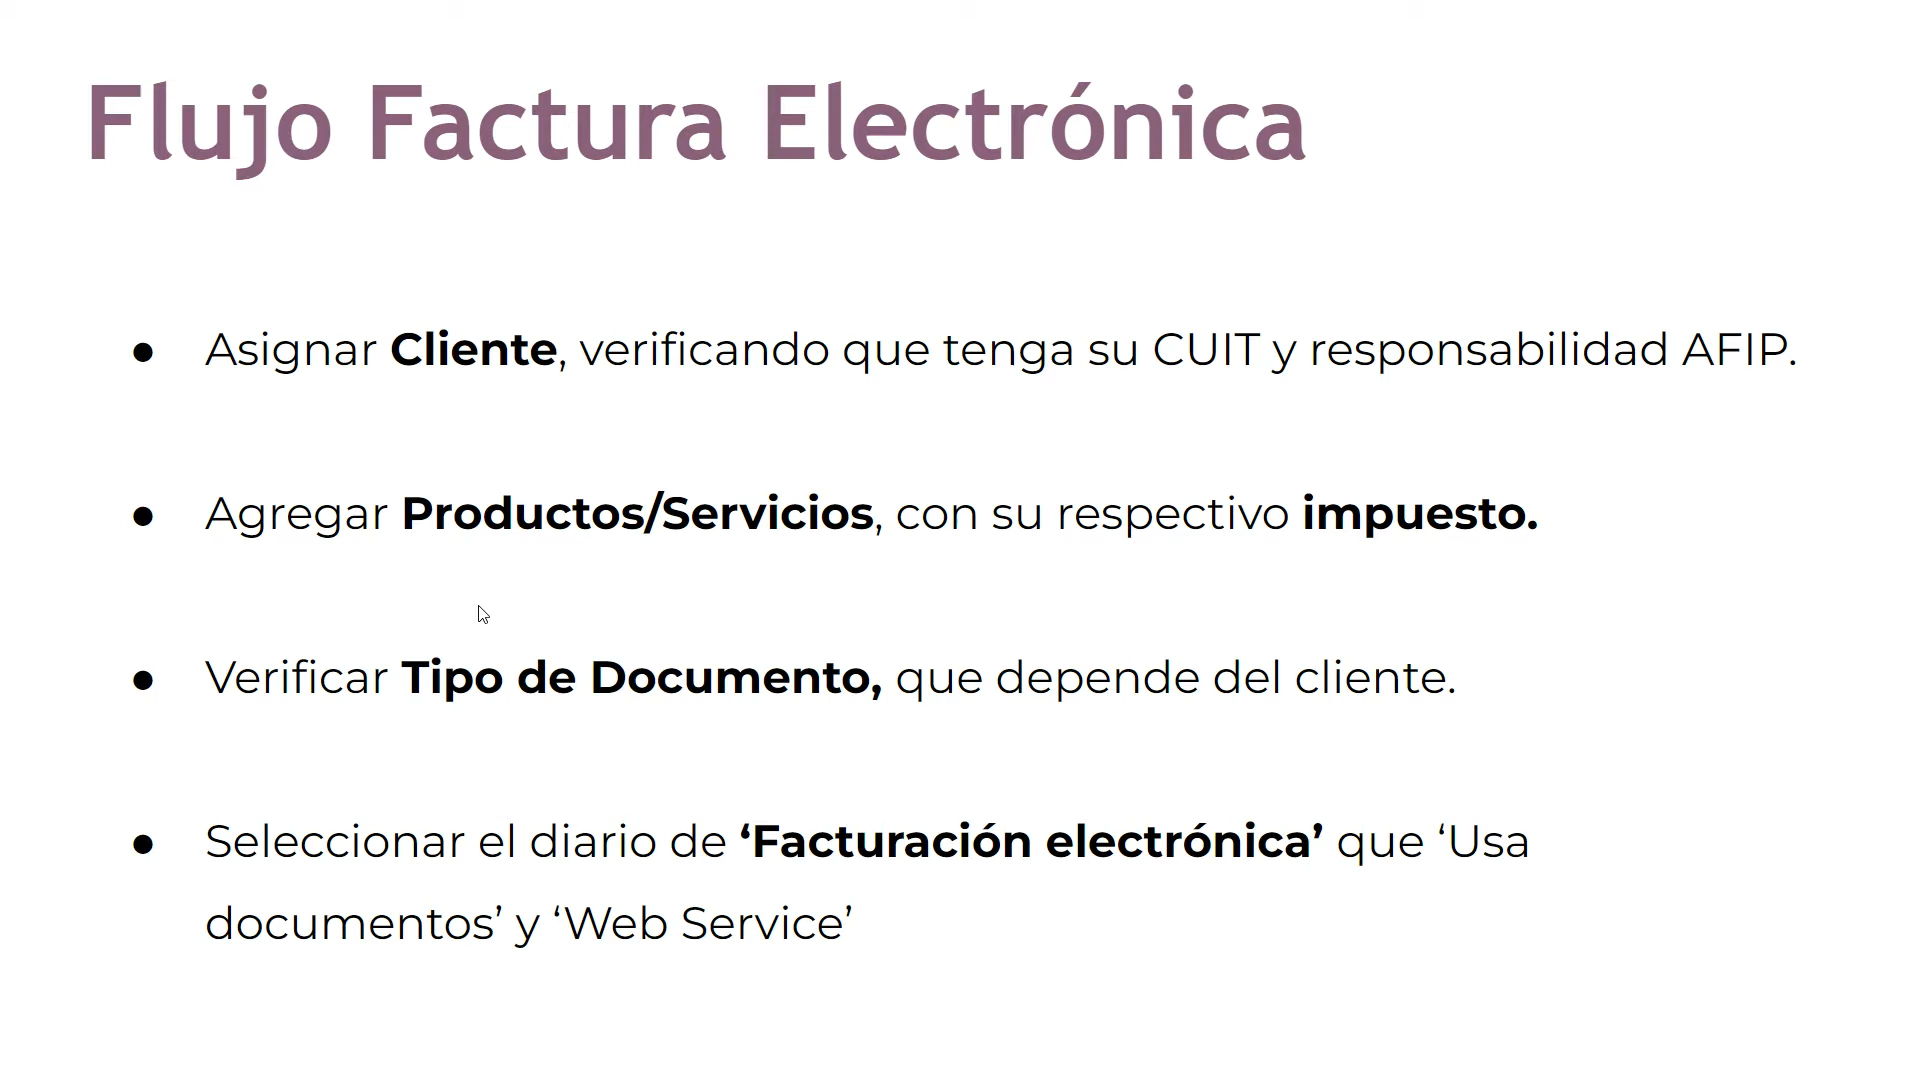 Flujo Factura Electrónica
● Asignar Cliente, verificando que tenga su CUIT y responsabilidad AFIP.
● Agregar Productos/Servicios, con su respectivo impuesto.
● Verificar Tipo de Documento, que depende del cliente.
● Seleccionar el diario de ‘Facturación electrónica’ que ‘Usa
documentos’ y ‘Web Service’